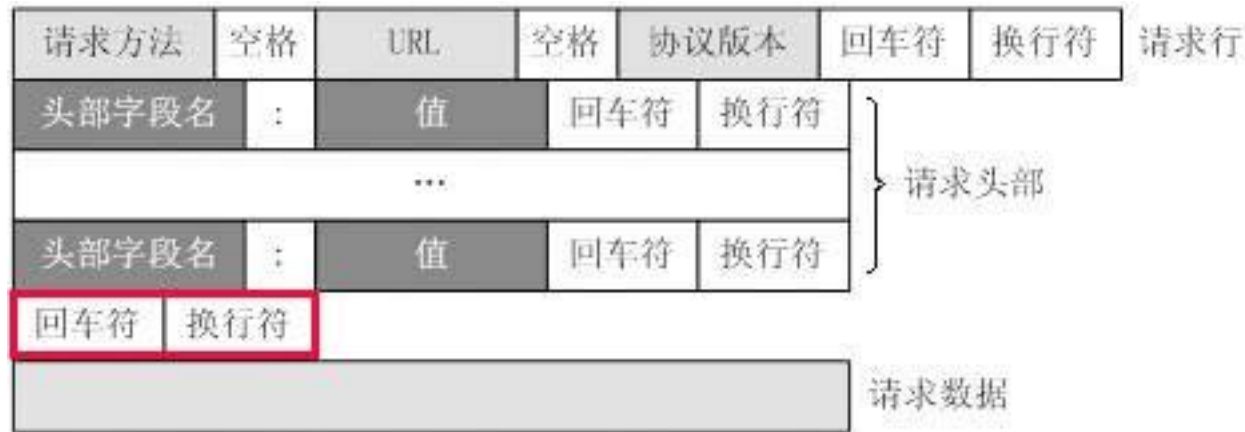 请求方法 空格 URL 空格 协议版本 回车符 换行符 请求行
头部字段名 : 值 回车符 换行符
... 请求头部
头部字段名 : 值 回车符 换行符
回车符 换行符
请求数据